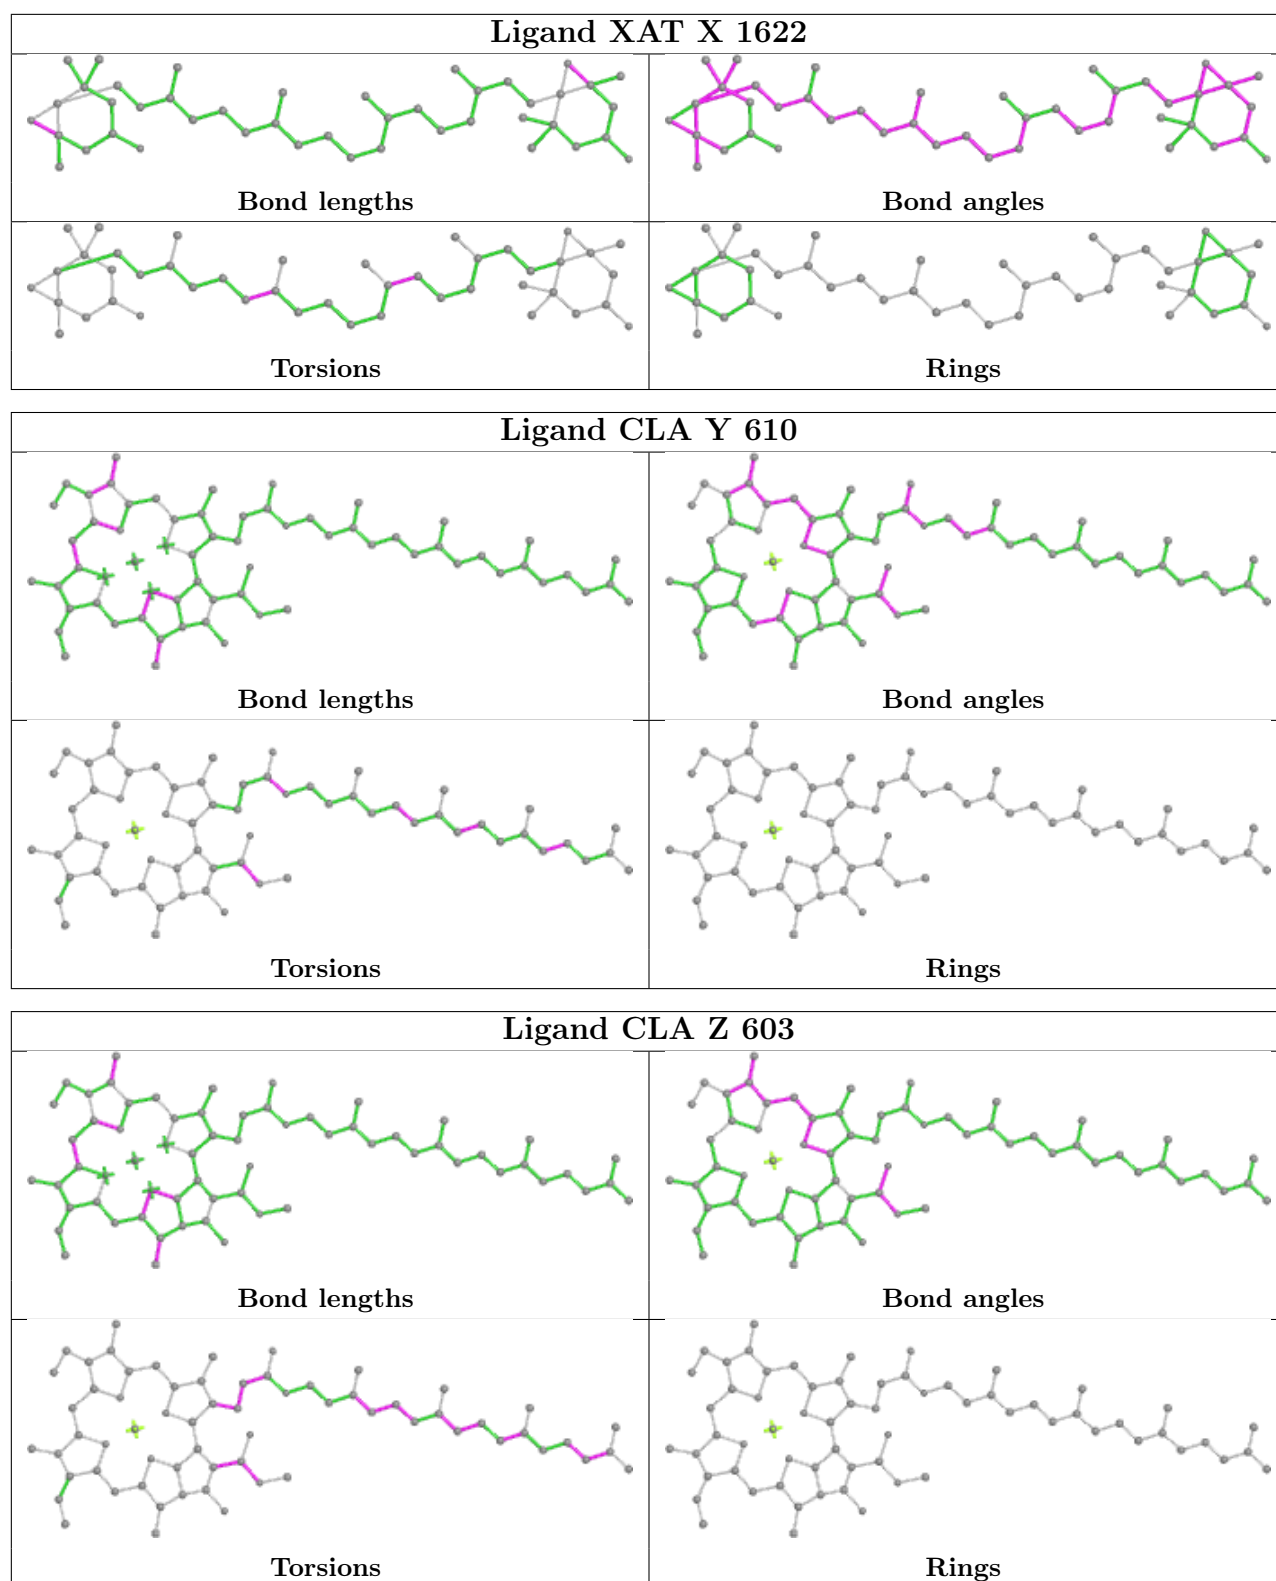 Ligand XAT X 1622
Bond lengths
Bond angles
Torsions
Rings
Ligand CLA Y 610
Bond lengths
Bond angles
Torsions
Rings
Ligand CLA Z 603
Bond lengths
Bond angles
Torsions
Rings